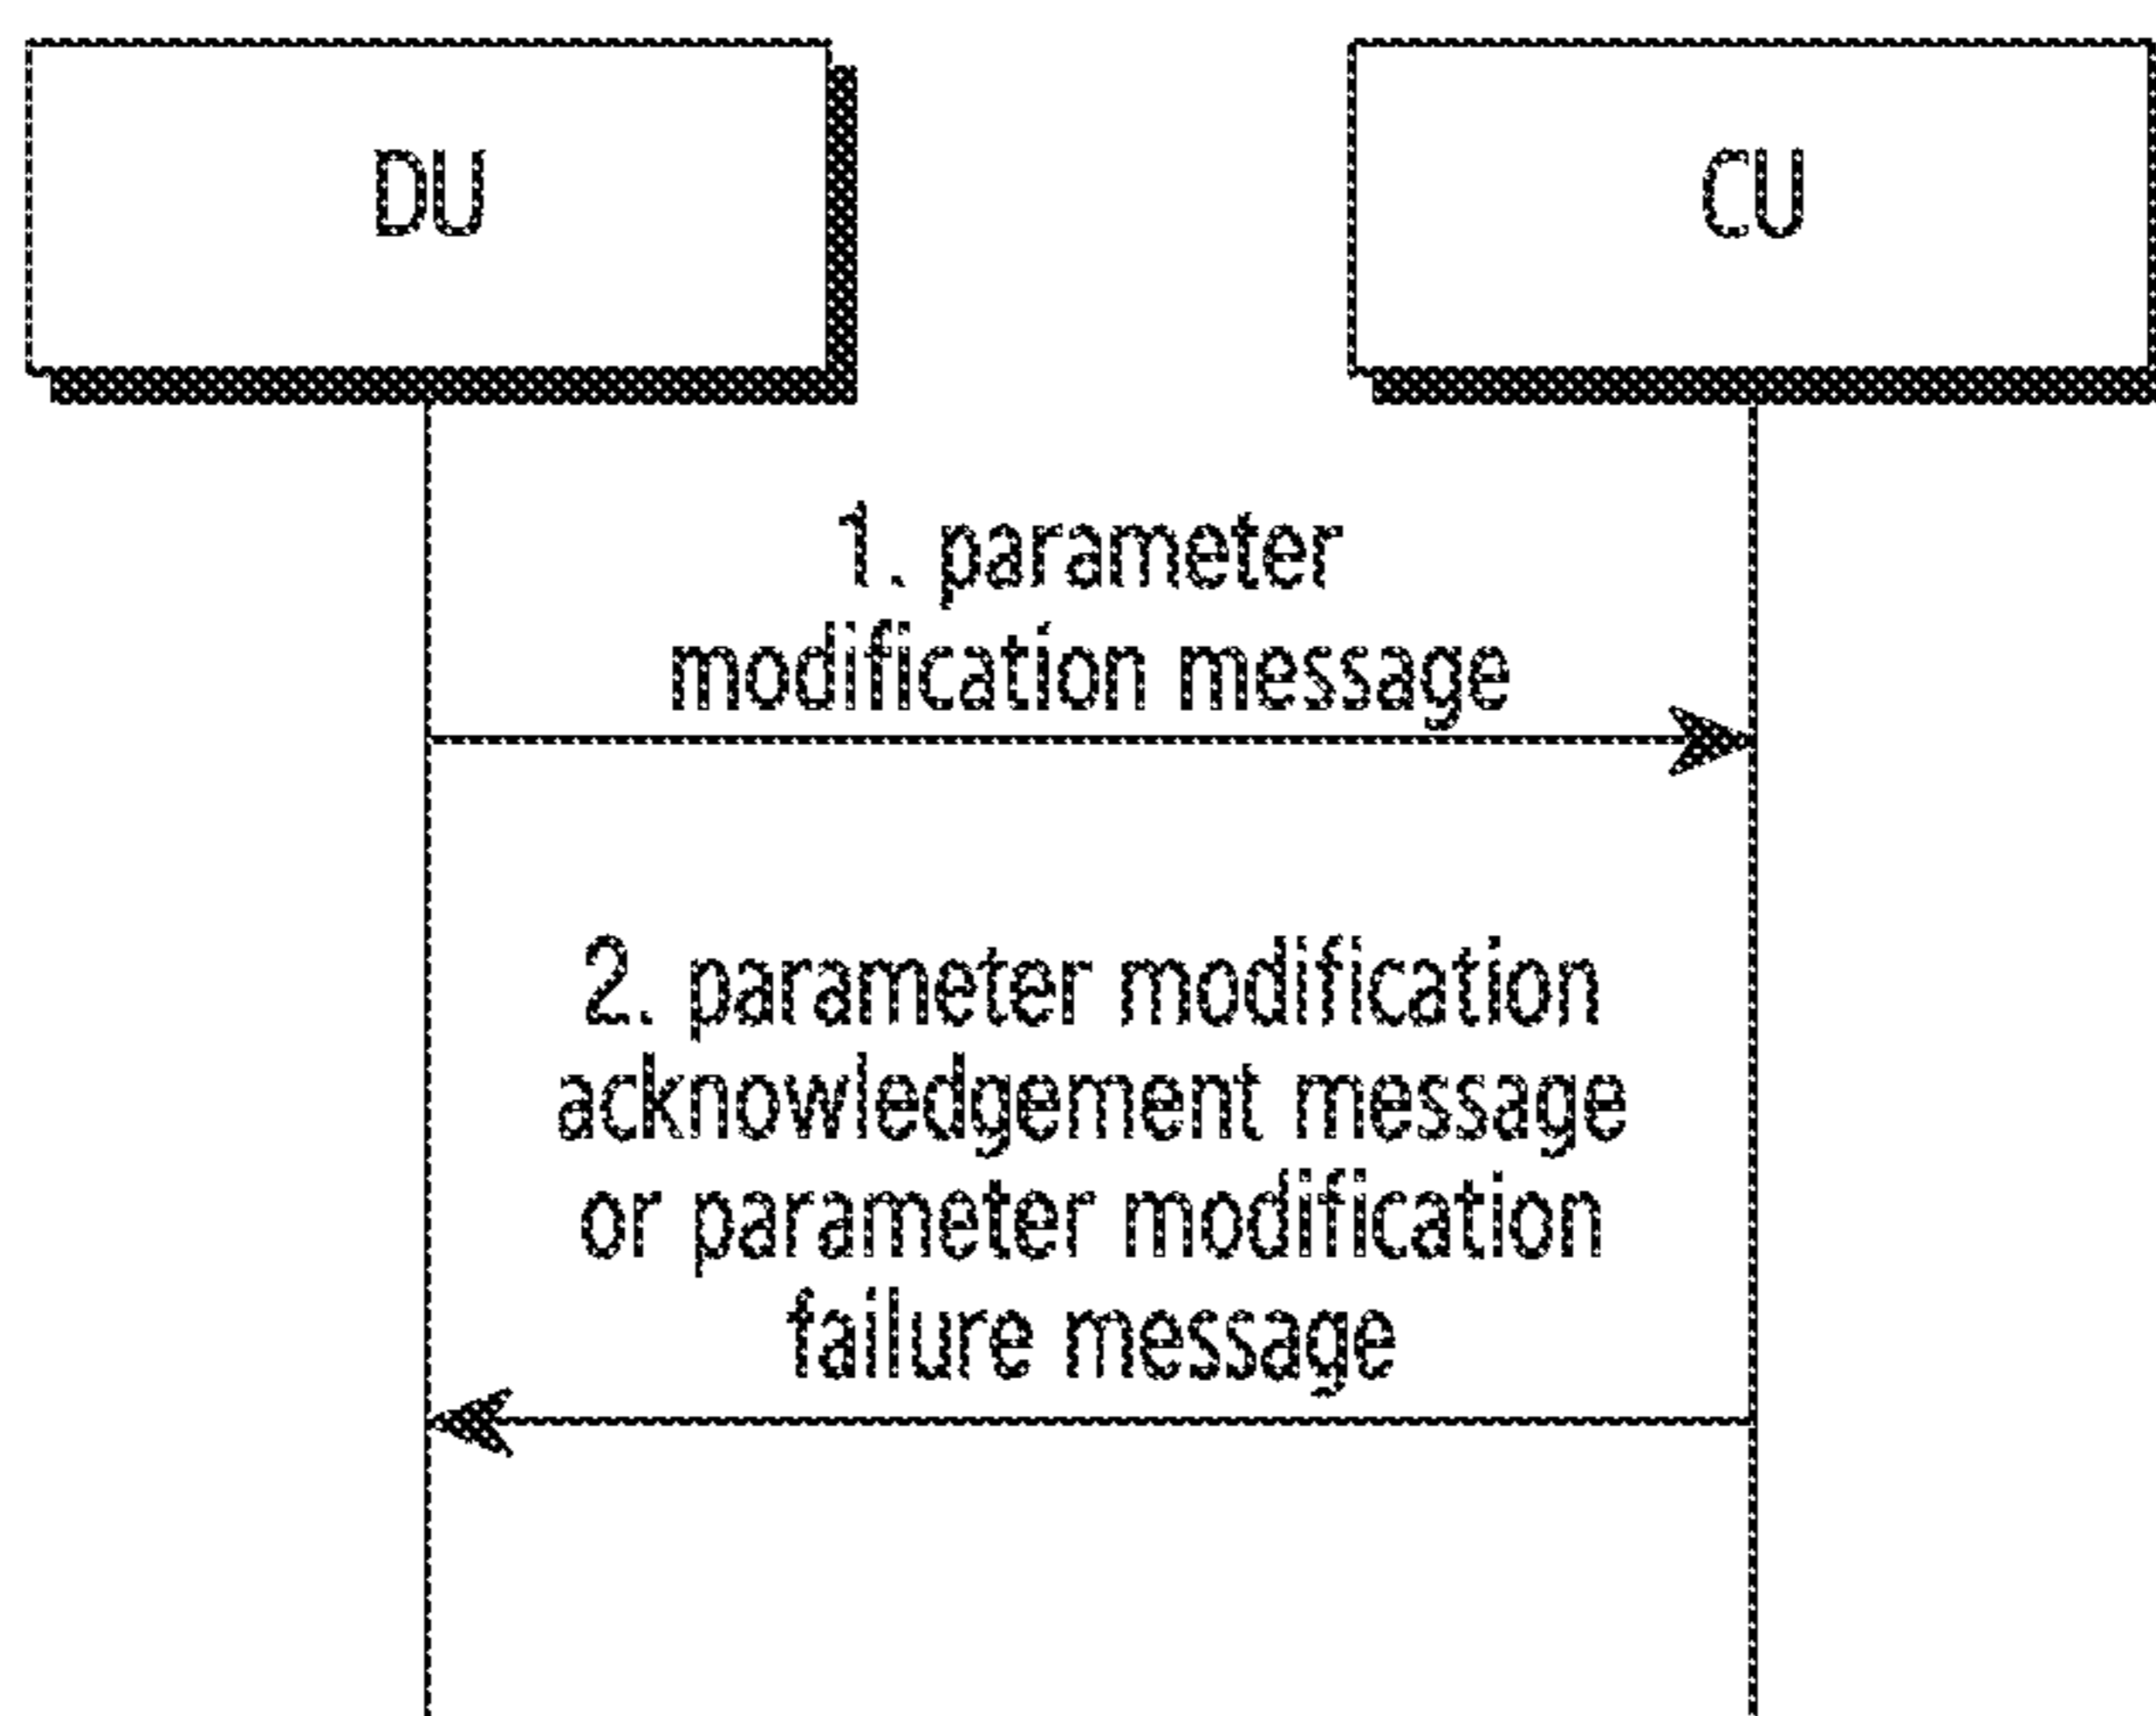 DU
CU
1. parameter
modification message
2. parameter modification
acknowledgement message
or parameter modification
failure message